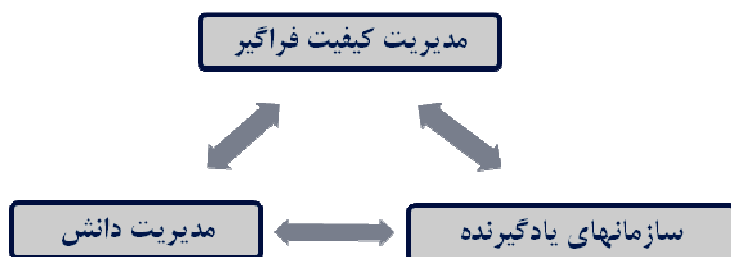 مدیریت کیفیت فراگیر
سازمانهای یادگیرنده
مدیریت دانش